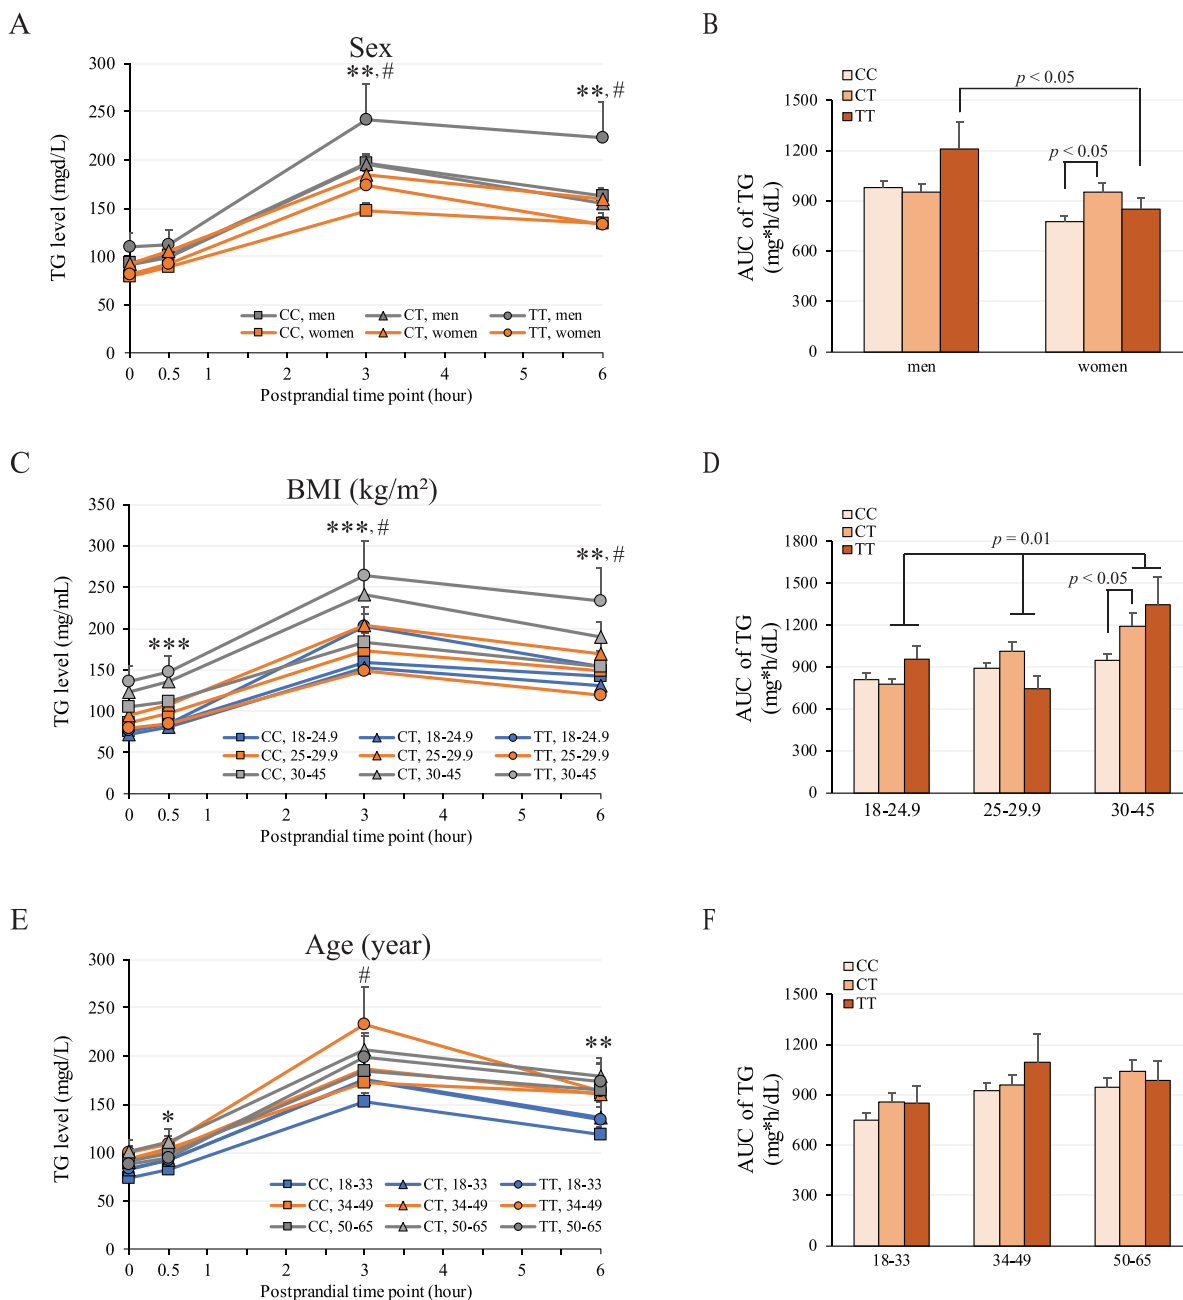 A
Sex
300
250
200
150
100
50
0
TG level (mgd/L)
**, #
**, #
CC, men
CT, men
TT, men
CC, women
CT, women
TT, women
0 0.5 1 2 3 4 5 6
Postprandial time point (hour)
B
CC
CT
TT
1500
1200
900
600
300
0
AUC of TG
(mg*h/dL)
p < 0.05
p < 0.05
men women
C
BMI (kg/m²)
350
300
250
200
150
100
50
0
TG level (mg/mL)
***
***, #
**, #
CC, 18-24.9
CT, 18-24.9
TT, 18-24.9
CC, 25-29.9
CT, 25-29.9
TT, 25-29.9
CC, 30-45
CT, 30-45
TT, 30-45
0 0.5 1 2 3 4 5 6
Postprandial time point (hour)
D
CC
CT
TT
1800
1500
1200
900
600
300
0
AUC of TG
(mg*h/dL)
p = 0.01
p < 0.05
18-24.9 25-29.9 30-45
E
Age (year)
300
250
200
150
100
50
0
TG level (mgd/L)
*
#
**
CC, 18-33
CT, 18-33
TT, 18-33
CC, 34-49
CT, 34-49
TT, 34-49
CC, 50-65
CT, 50-65
TT, 50-65
0 0.5 1 2 3 4 5 6
Postprandial time point (hour)
F
CC
CT
TT
1500
1200
900
600
300
0
AUC of TG
(mg*h/dL)
18-33 34-49 50-65